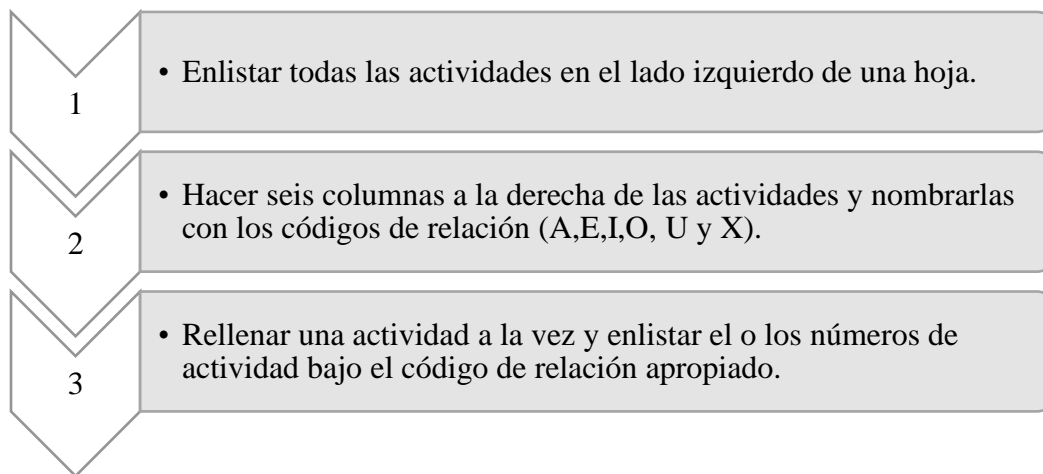 1
• Enlistar todas las actividades en el lado izquierdo de una hoja.
2
• Hacer seis columnas a la derecha de las actividades y nombrarlas
con los códigos de relación (A,E,I,O, U y X).
3
• Rellenar una actividad a la vez y enlistar el o los números de
actividad bajo el código de relación apropiado.